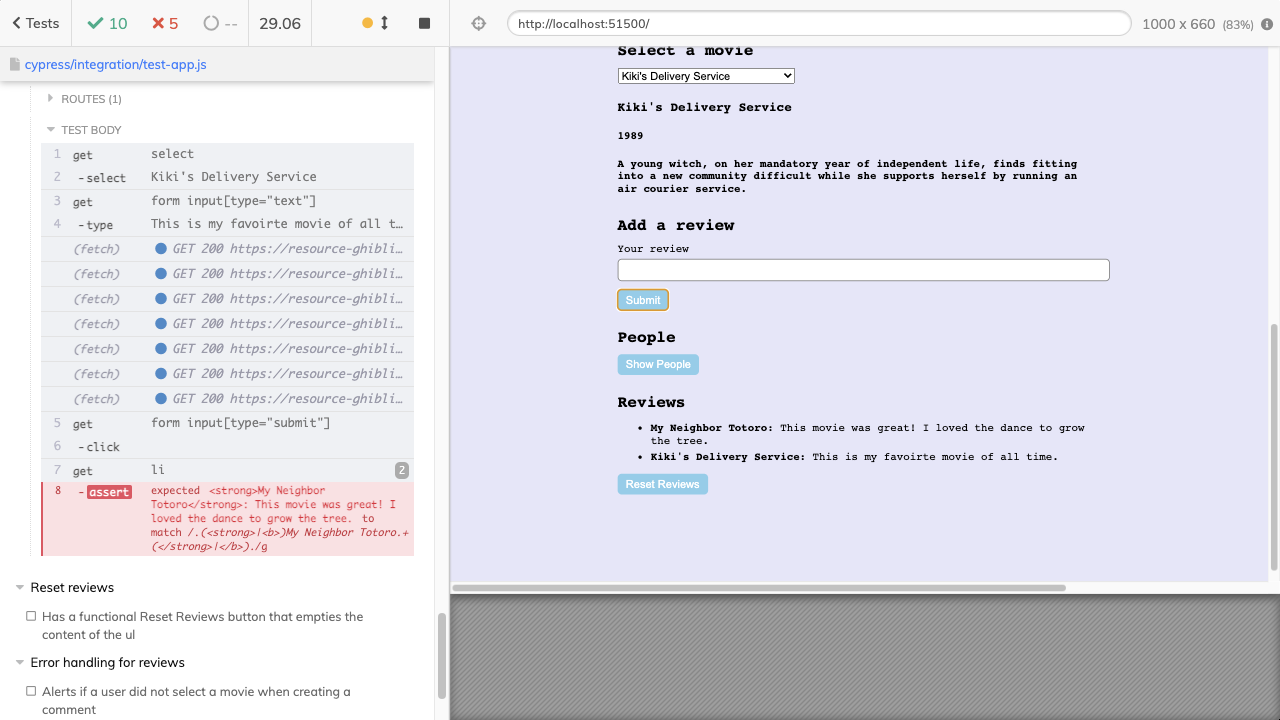 Tests
10
5
--
29.06
http://localhost:51500/
1000 x 660 (83%)
cypress/integration/test-app.js
ROUTES (1)
TEST BODY
1 get select
2 -select Kiki's Delivery Service
3 get form input[type="text"]
4 -type This is my favoirte movie of all t…
(fetch) GET 200 https://resource-ghibli…
(fetch) GET 200 https://resource-ghibli…
(fetch) GET 200 https://resource-ghibli…
(fetch) GET 200 https://resource-ghibli…
(fetch) GET 200 https://resource-ghibli…
(fetch) GET 200 https://resource-ghibli…
(fetch) GET 200 https://resource-ghibli…
5 get form input[type="submit"]
6 -click
7 get li 2
8 -assert expected <strong>My Neighbor
Totoro</strong>: This movie was great! I
loved the dance to grow the tree. to
match /.(<strong>|<b>)My Neighbor Totoro.+
(</strong>|</b>)./g
Reset reviews
Has a functional Reset Reviews button that empties the
content of the ul
Error handling for reviews
Alerts if a user did not select a movie when creating a
comment
Select a movie
Kiki's Delivery Service
Kiki's Delivery Service
1989
A young witch, on her mandatory year of independent life, finds fitting
into a new community difficult while she supports herself by running an
air courier service.
Add a review
Your review
Submit
People
Show People
Reviews
• My Neighbor Totoro: This movie was great! I loved the dance to grow
the tree.
• Kiki's Delivery Service: This is my favoirte movie of all time.
Reset Reviews